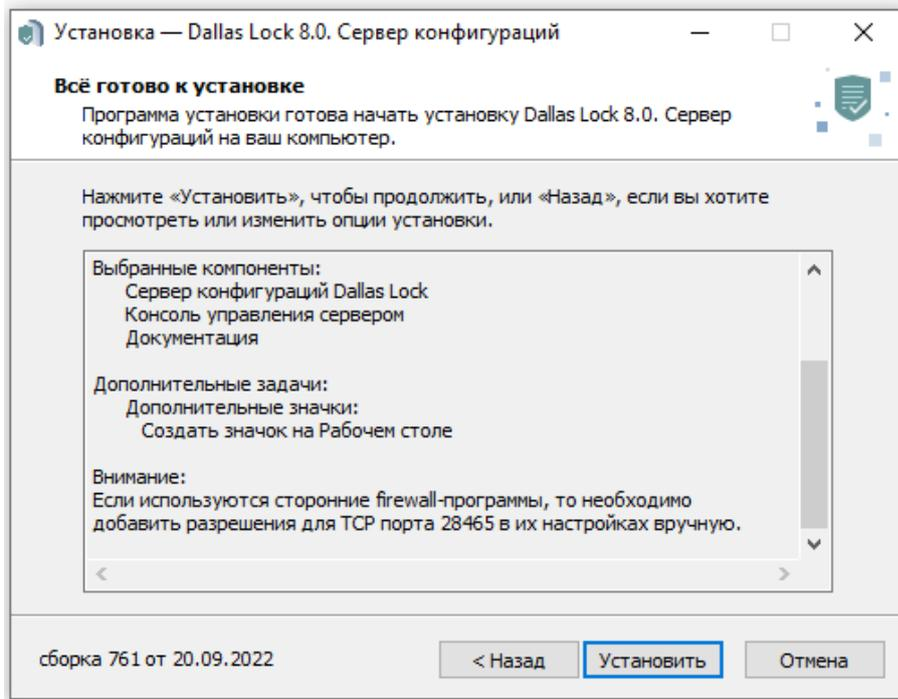 Установка — Dallas Lock 8.0. Сервер конфигураций
Всё готово к установке
Программа установки готова начать установку Dallas Lock 8.0. Сервер
конфигураций на ваш компьютер.
Нажмите «Установить», чтобы продолжить, или «Назад», если вы хотите
просмотреть или изменить опции установки.
Выбранные компоненты:
Сервер конфигураций Dallas Lock
Консоль управления сервером
Документация
Дополнительные задачи:
Дополнительные значки:
Создать значок на Рабочем столе
Внимание:
Если используются сторонние firewall-программы, то необходимо
добавить разрешения для TCP порта 28465 в их настройках вручную.
сборка 761 от 20.09.2022
< Назад
Установить
Отмена